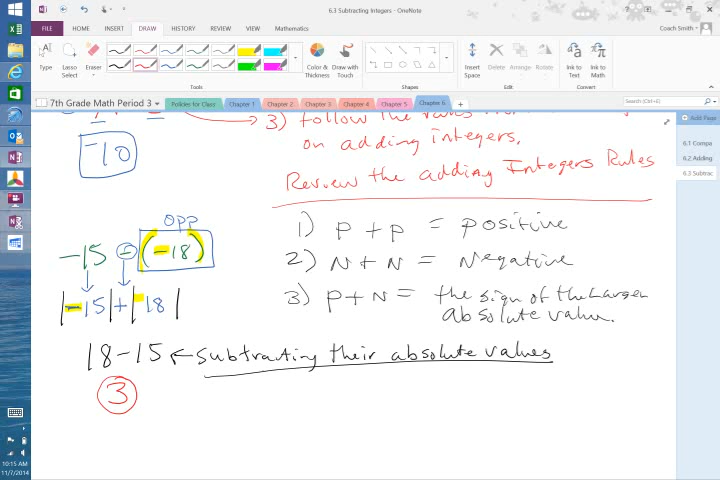 6.3 Subtracting Integers - OneNote
FILE HOME INSERT DRAW HISTORY REVIEW VIEW Mathematics
Coach Smith
Type Lasso Select Eraser Color & Thickness Draw with Touch Insert Space Delete Arrange Rotate Ink to Text Ink to Math
Tools Shapes Edit Convert
7th Grade Math Period 3 Policies for Class Chapter 1 Chapter 2 Chapter 3 Chapter 4 Chapter 5 Chapter 6 +
Search (Ctrl+E)
Add Page
6.1 Compa
6.2 Adding
6.3 Subtrac
3) Follow the rules
on adding integers.
Review the adding Integers Rules
-10
opp
-15 - (-18)
|-15| + |18|
18-15 ← Subtracting their absolute values
3
1) P + P = positive
2) N + N = Negative
3) P + N = the sign of the Larger
absolute value.
10:15 AM
11/7/2014